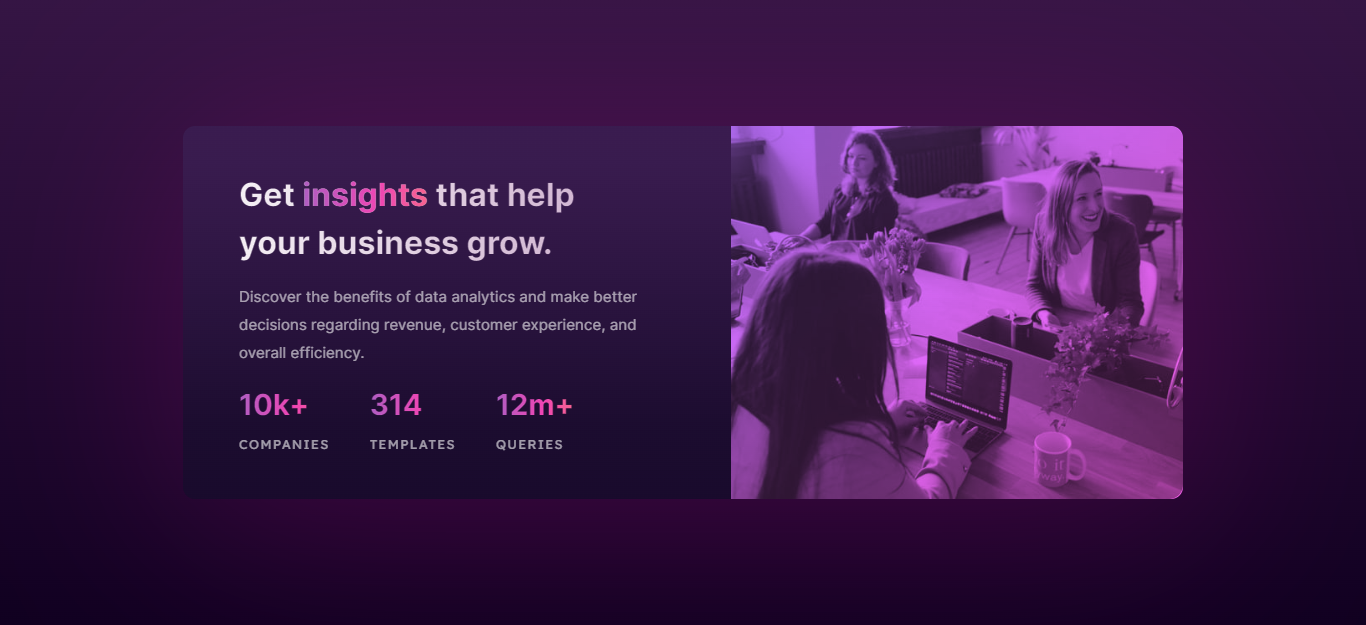 Get insights that help
your business grow.
Discover the benefits of data analytics and make better
decisions regarding revenue, customer experience, and
overall efficiency.
10k+ 314 12m+
COMPANIES TEMPLATES QUERIES